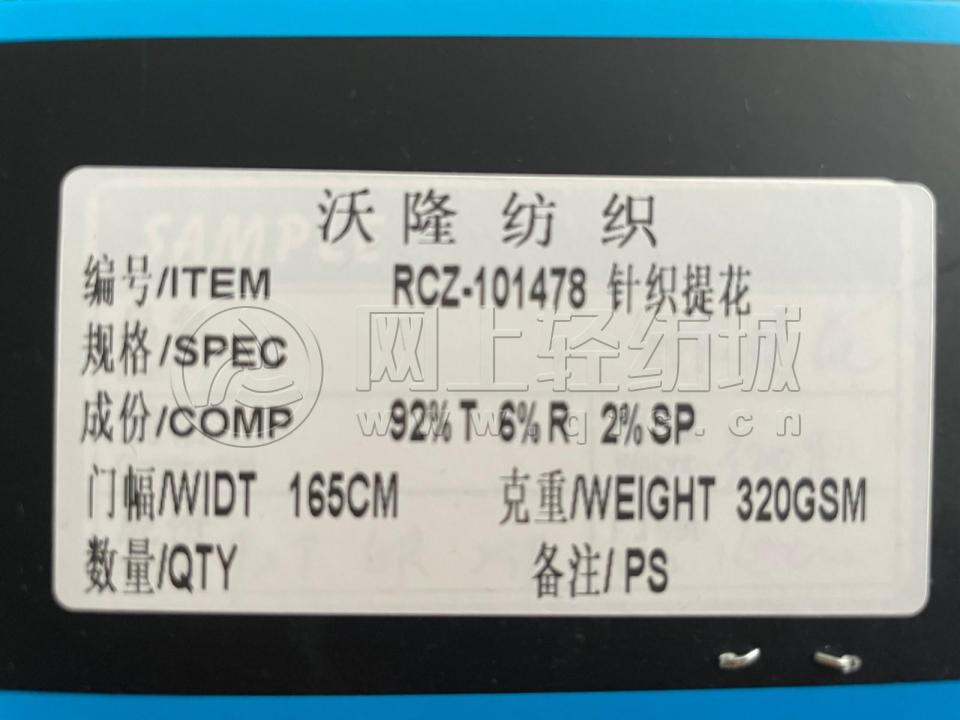 沃隆纺织
编号/ITEM RCZ-101478 针织提花
规格/SPEC
成份/COMP 92%T 6%R 2%SP
门幅/WIDT 165CM 克重/WEIGHT 320GSM
数量/QTY 备注/PS
SAMPLE
网上轻纺城
www.qfc.cn